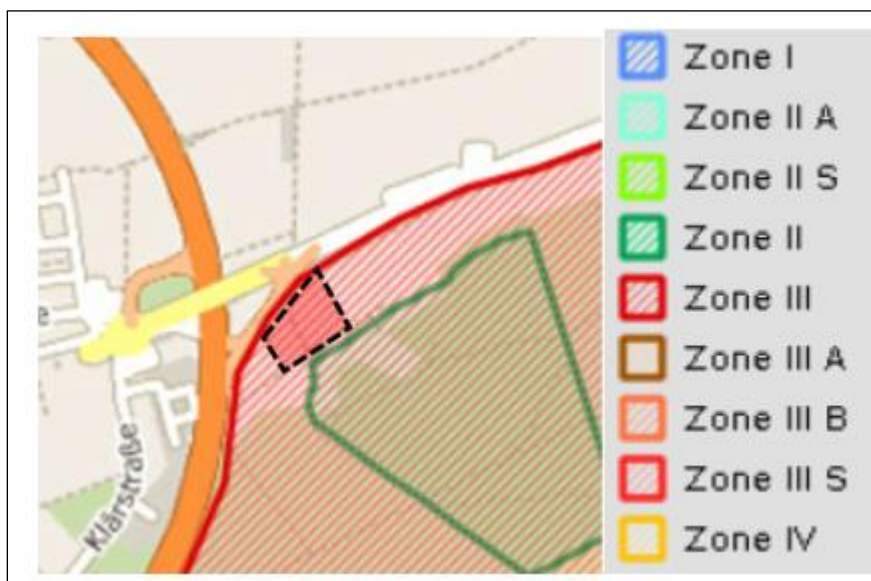 e
Klärstraße
Zone I
Zone II A
Zone II S
Zone II
Zone III
Zone III A
Zone III B
Zone III S
Zone IV